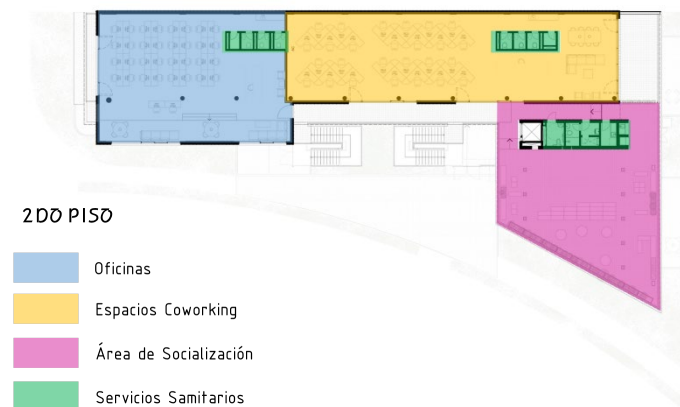 2DO PISO
Oficinas
Espacios Coworking
Área de Socialización
Servicios Samitarios